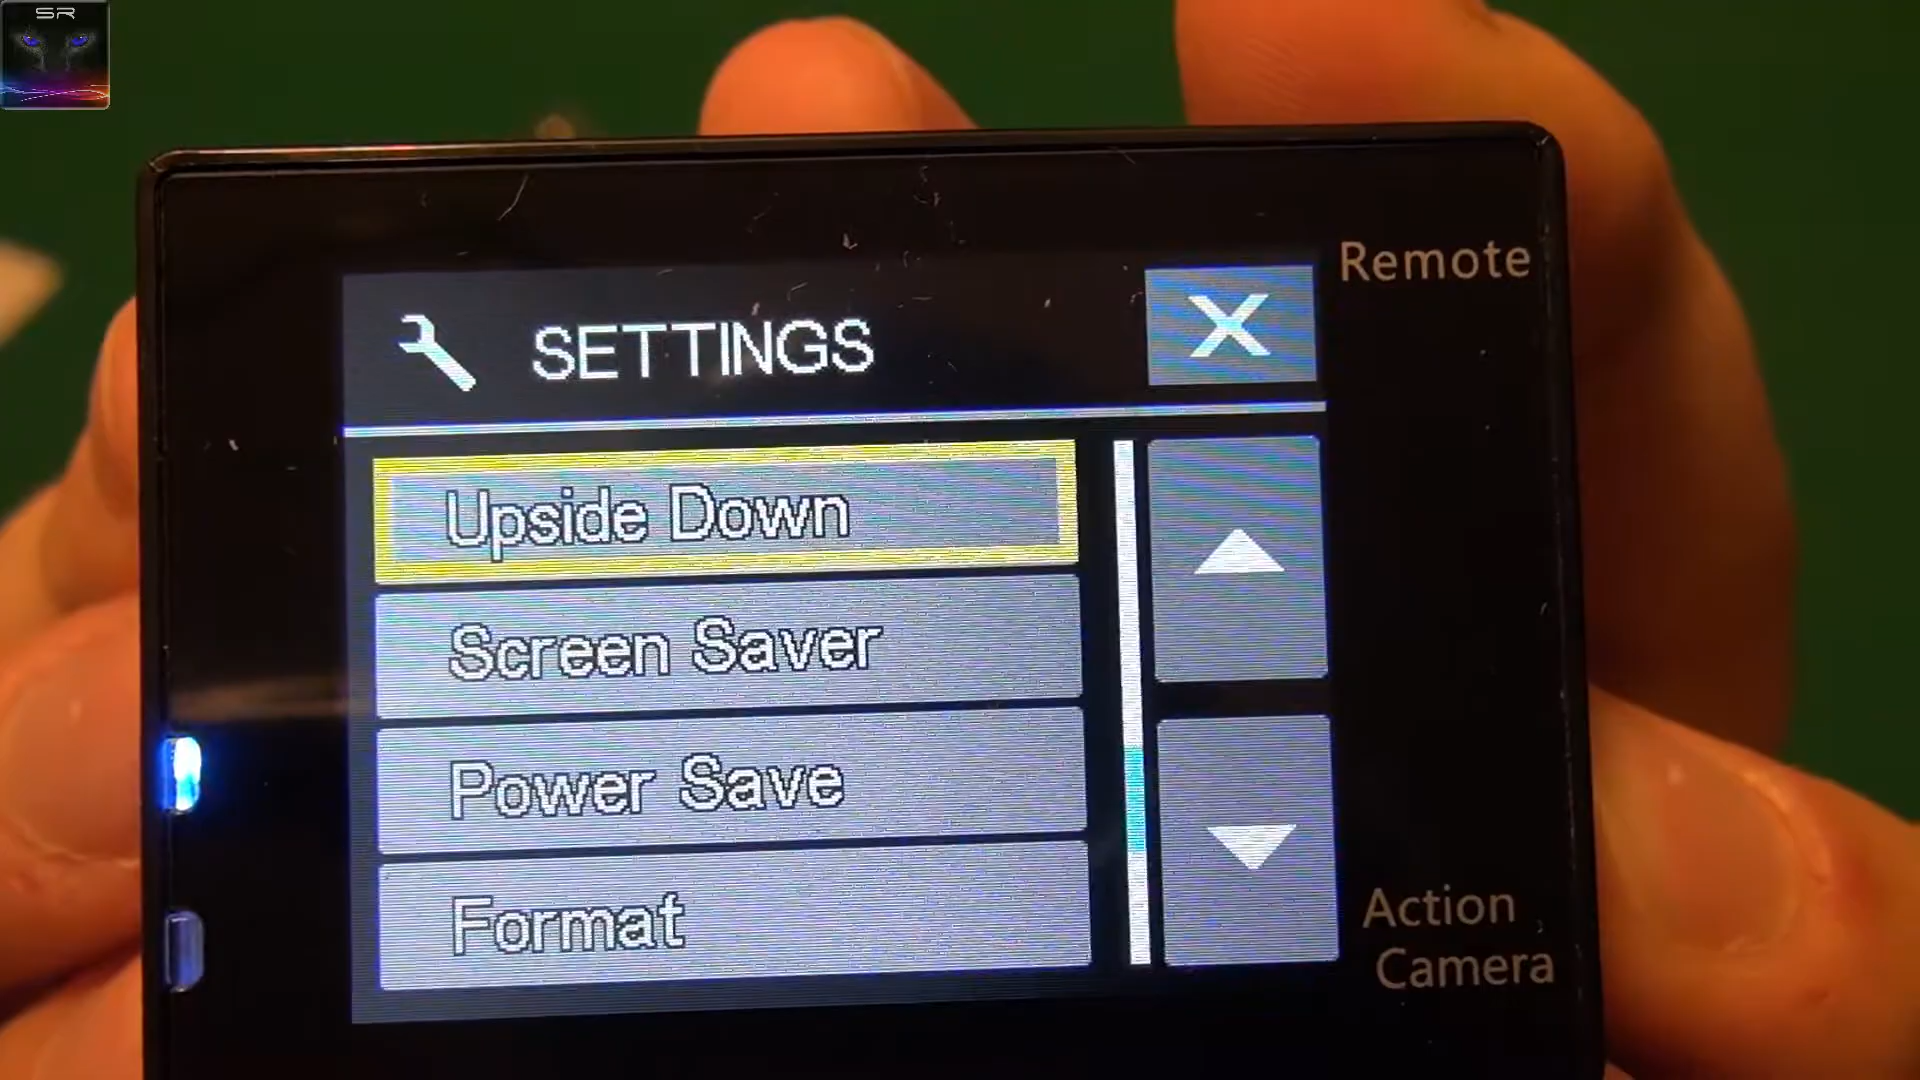 SR
Remote
SETTINGS
X
Upside Down
Screen Saver
Power Save
Format
Action
Camera